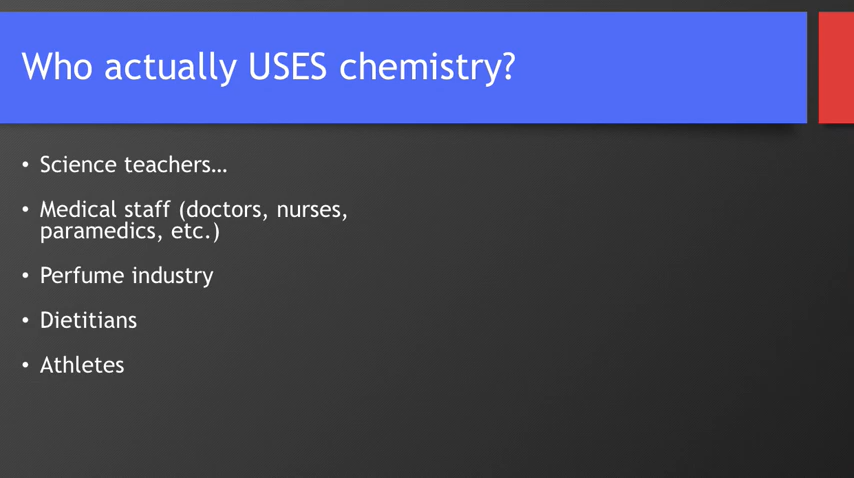 Who actually USES chemistry?
• Science teachers…
• Medical staff (doctors, nurses,
paramedics, etc.)
• Perfume industry
• Dietitians
• Athletes